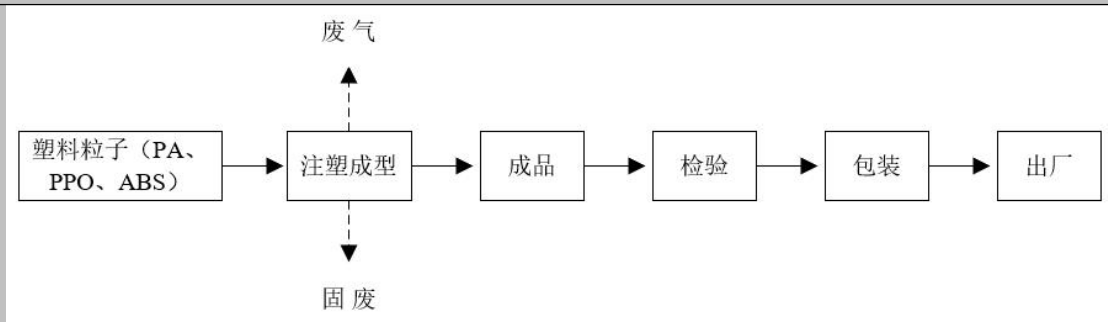 废气
塑料粒子（PA、
PPO、ABS）
注塑成型
成品
检验
包装
出厂
固废